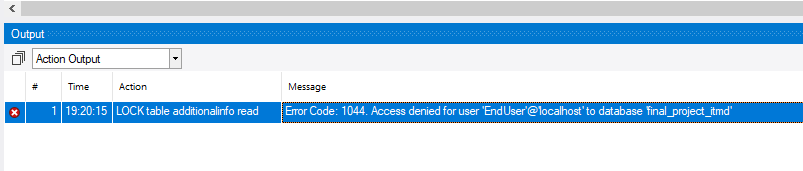 Output
Action Output
# Time Action Message
1 19:20:15 LOCK table additionalinfo read Error Code: 1044. Access denied for user 'EndUser'@'localhost' to database 'final_project_itmd'